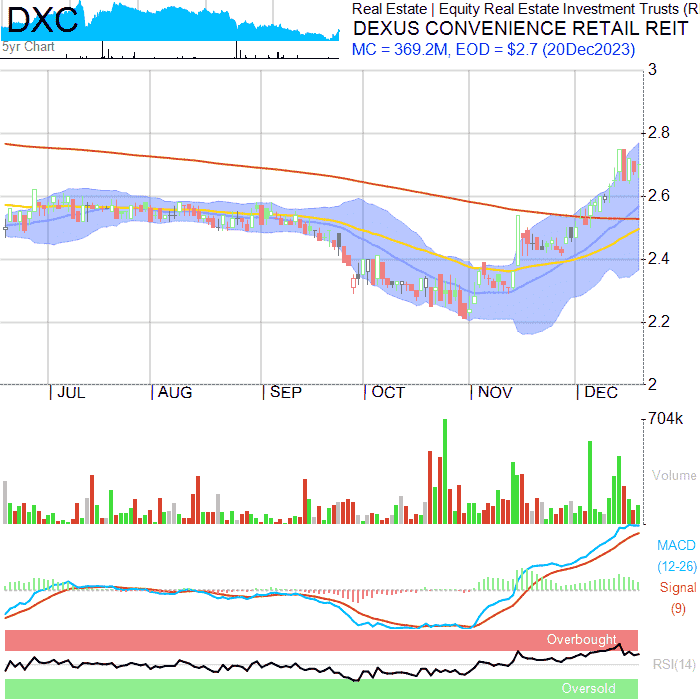 DXC
5yr Chart
Real Estate | Equity Real Estate Investment Trusts (R
DEXUS CONVENIENCE RETAIL REIT
MC = 369.2M, EOD = $2.7 (20Dec2023)
3
2.8
2.6
2.4
2.2
2
JUL AUG SEP OCT NOV DEC
704k
Volume
MACD
(12-26)
Signal
(9)
Overbought
RSI(14)
Oversold